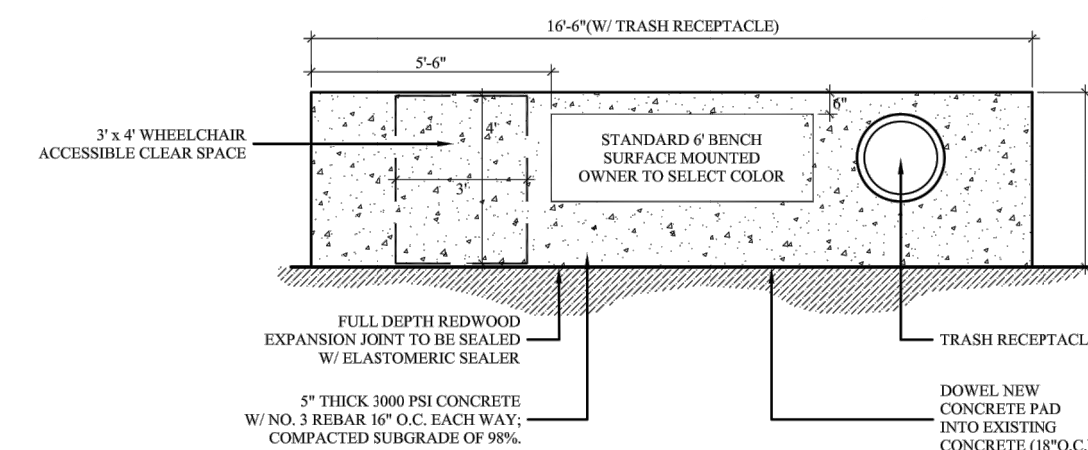 16'-6"(W/ TRASH RECEPTACLE)
5'-6"
6"
3' x 4' WHEELCHAIR
ACCESSIBLE CLEAR SPACE
4'
3'
STANDARD 6' BENCH
SURFACE MOUNTED
OWNER TO SELECT COLOR
FULL DEPTH REDWOOD
EXPANSION JOINT TO BE SEALED
W/ ELASTOMERIC SEALER
5" THICK 3000 PSI CONCRETE
W/ NO. 3 REBAR 16" O.C. EACH WAY;
COMPACTED SUBGRADE OF 98%.
TRASH RECEPTACL
DOWEL NEW
CONCRETE PAD
INTO EXISTING
CONCRETE (18"O.C.